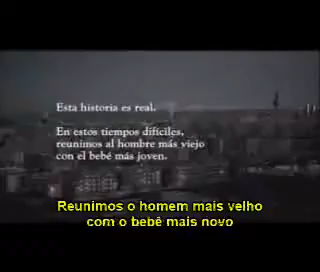 Esta historia es real.
En estos tiempos difíciles,
reunimos al hombre más viejo
con el bebé más joven.
Reunimos o homem mais velho
com o bebê mais novo